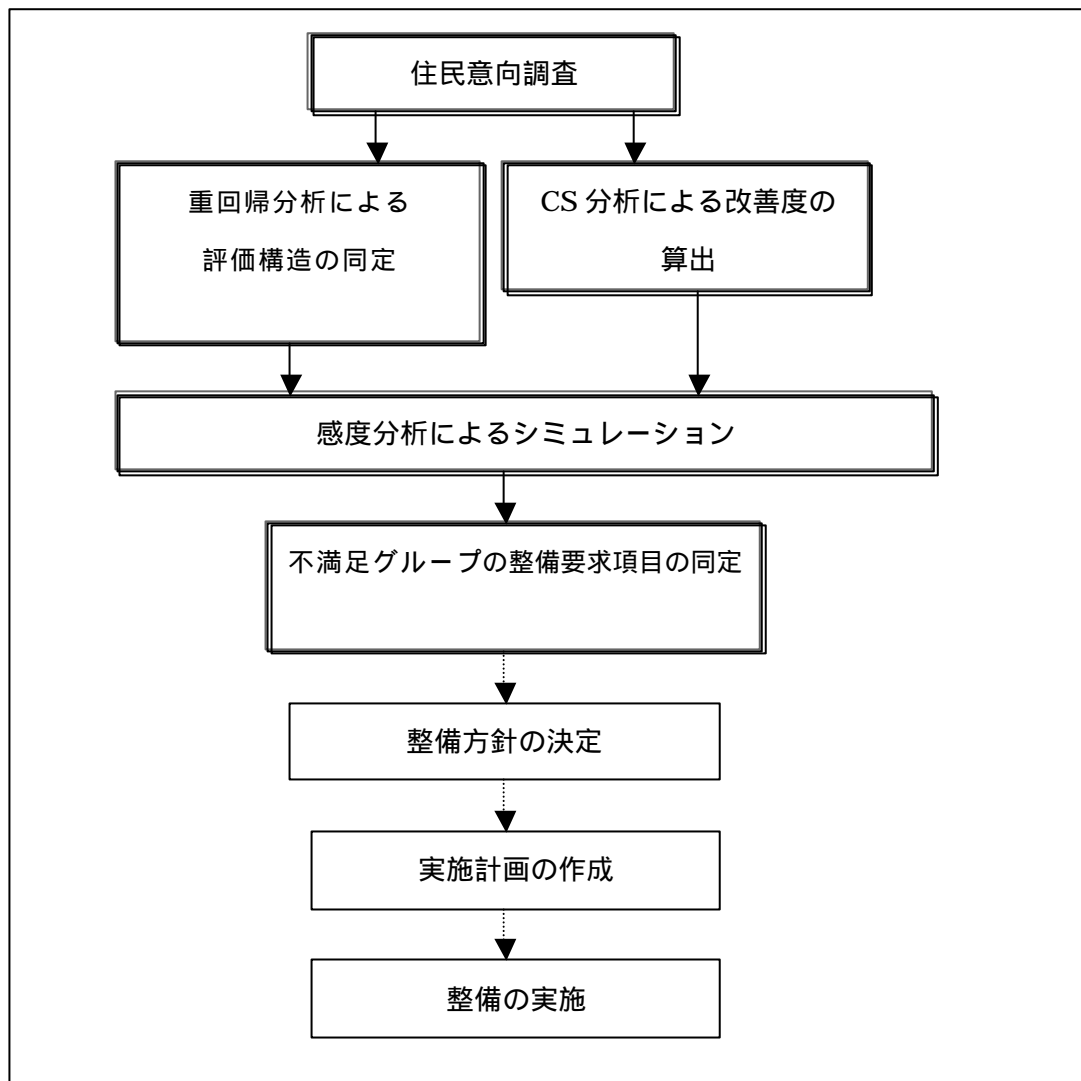 住民意向調査
重回帰分析による
評価構造の同定
CS 分析による改善度の
算出
感度分析によるシミュレーション
不満足グループの整備要求項目の同定
整備方針の決定
実施計画の作成
整備の実施